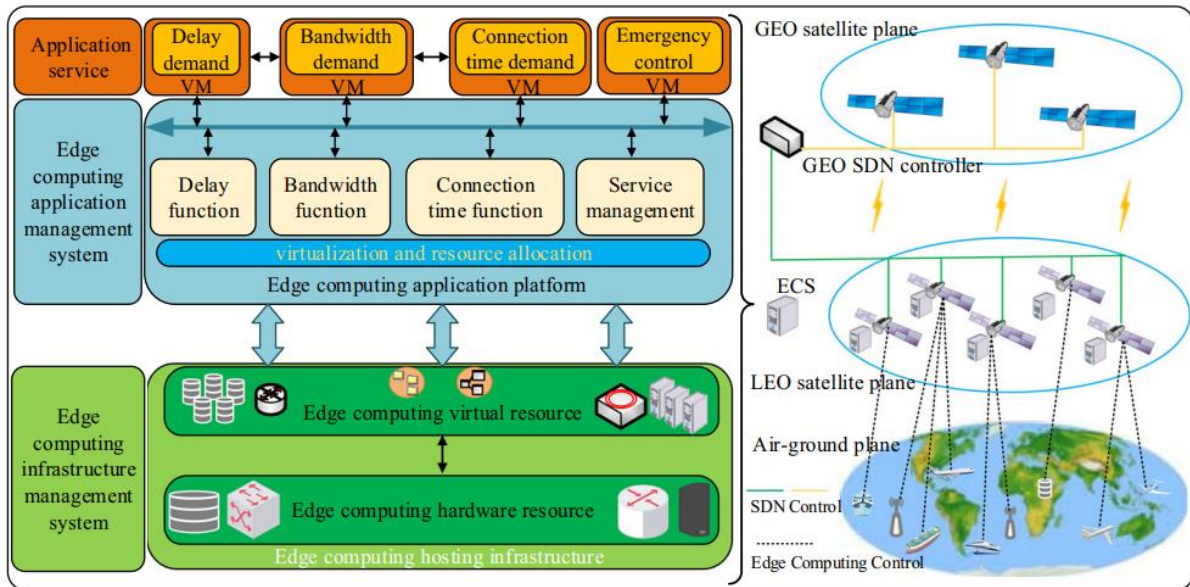 Application
service
Delay
demand
VM
Bandwidth
demand
VM
Connection
time demand
VM
Emergency
control
VM
Edge
computing
application
management
system
Delay
function
Bandwidth
fucntion
Connection
time function
Service
management
virtualization and resource allocation
Edge computing application platform
Edge
computing
infrastructure
management
system
Edge computing virtual resource
Edge computing hardware resource
Edge computing hosting infrastructure
GEO satellite plane
GEO SDN controller
ECS
LEO satellite plane
Air-ground plane
SDN Control
Edge Computing Control